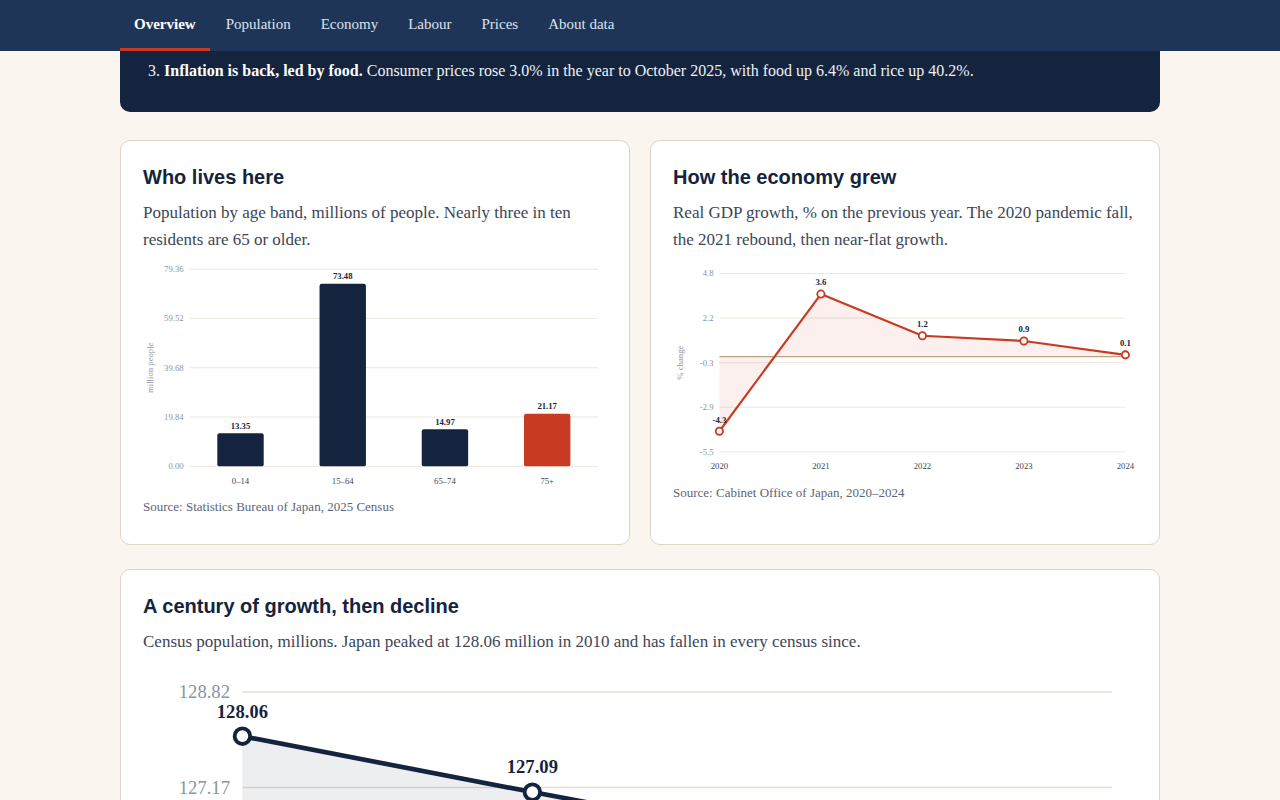 Overview Population Economy Labour Prices About data
3. Inflation is back, led by food. Consumer prices rose 3.0% in the year to October 2025, with food up 6.4% and rice up 40.2%.
Who lives here
Population by age band, millions of people. Nearly three in ten
residents are 65 or older.
79.36
73.48
59.52
million people
39.68
21.17
19.84
14.97
13.35
0.00
0–14 15–64 65–74 75+
Source: Statistics Bureau of Japan, 2025 Census
How the economy grew
Real GDP growth, % on the previous year. The 2020 pandemic fall,
the 2021 rebound, then near-flat growth.
4.8
3.6
2.2
1.2
0.9
0.1
% change
-0.3
-2.9
-4.3
-5.5
2020 2021 2022 2023 2024
Source: Cabinet Office of Japan, 2020–2024
A century of growth, then decline
Census population, millions. Japan peaked at 128.06 million in 2010 and has fallen in every census since.
128.82
128.06
127.09
127.17